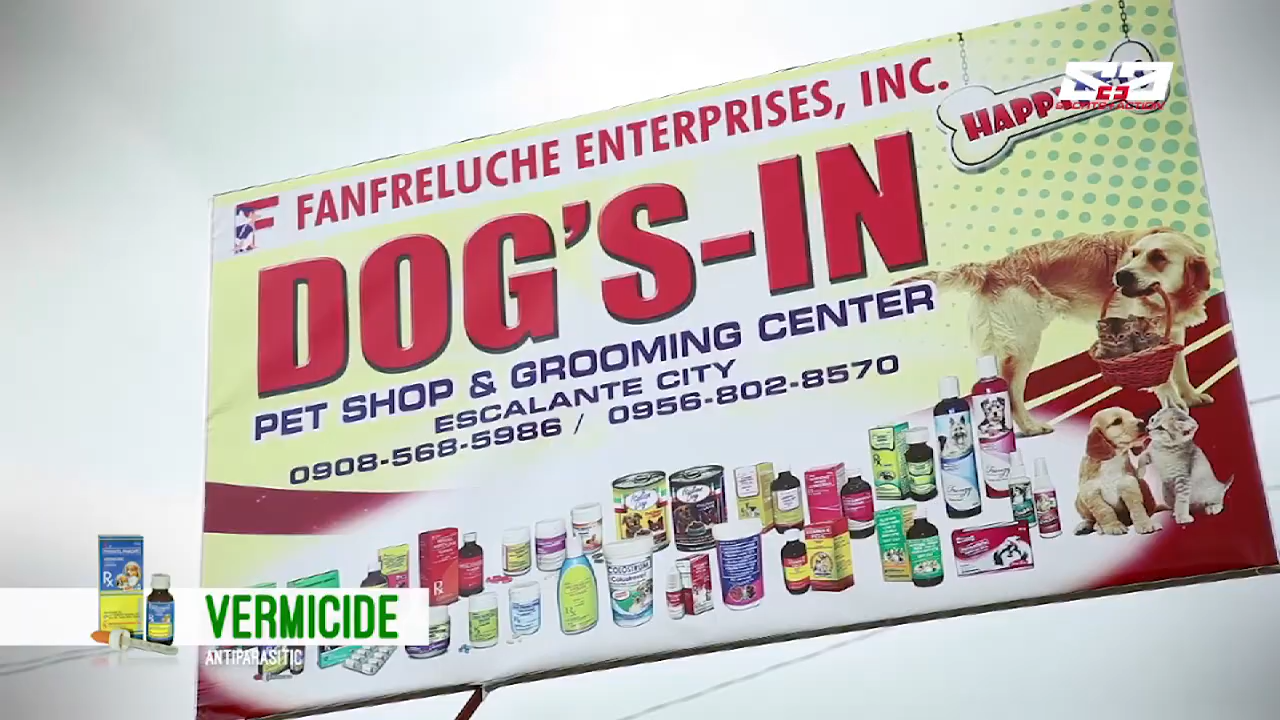 FANFRELUCHE ENTERPRISES, INC.
DOG'S-IN
PET SHOP & GROOMING CENTER
ESCALANTE CITY
0908-568-5986 / 0956-802-8570
COLOSTRUM
VERMICIDE
ANTIPARASITIC